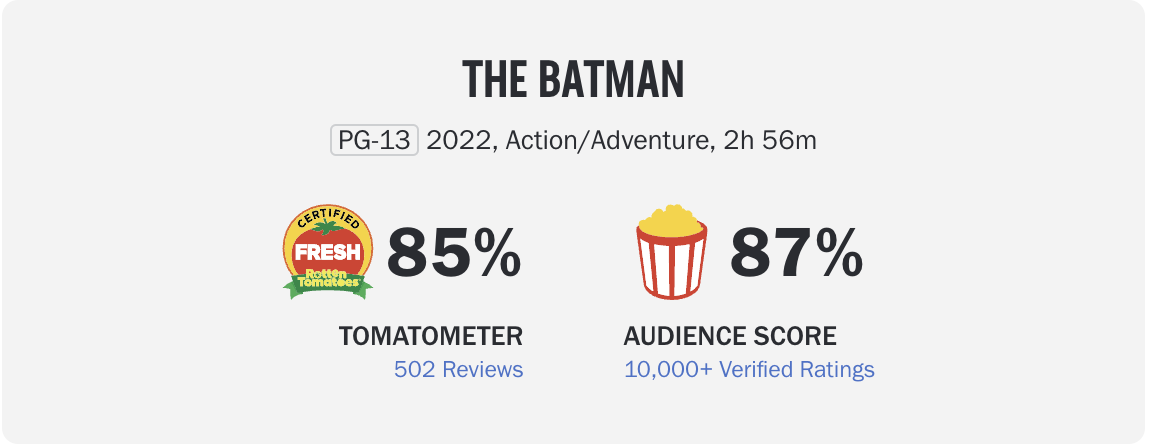 THE BATMAN
PG-13 2022, Action/Adventure, 2h 56m
CERTIFIED
FRESH
Rotten
Tomatoes
85%
87%
TOMATOMETER
AUDIENCE SCORE
502 Reviews
10,000+ Verified Ratings